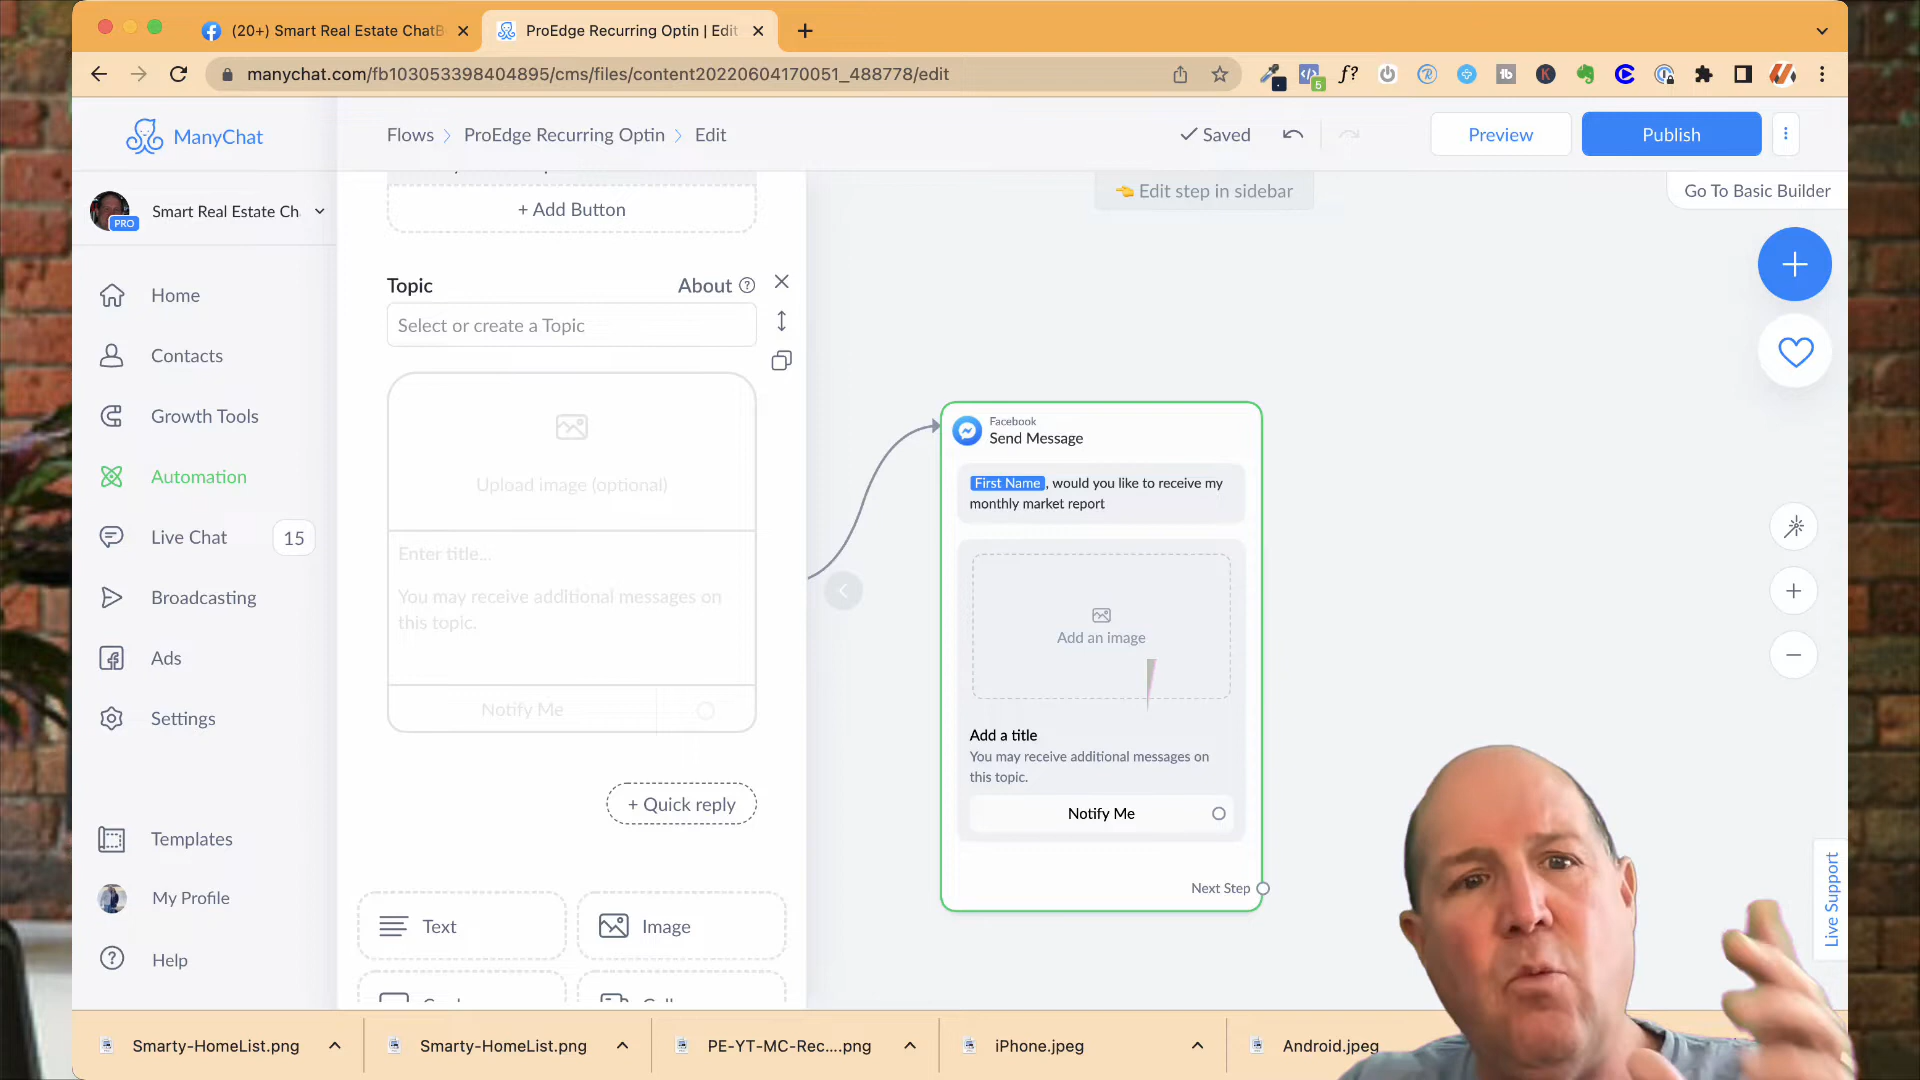 (20+) Smart Real Estate ChatB
ProEdge Recurring Optin | Edit
manychat.com/fb103053398404895/cms/files/content20220604170051_488778/edit
5
f?
tb
K
ManyChat
Flows
ProEdge Recurring Optin
Edit
Saved
Preview
Publish
PRO
Smart Real Estate Ch
+ Add Button
Edit step in sidebar
Go To Basic Builder
Home
Contacts
Growth Tools
Automation
Live Chat
15
Broadcasting
Ads
Settings
Templates
My Profile
Help
Topic
About
Select or create a Topic
Upload image (optional)
Enter title...
You may receive additional messages on
this topic.
Notify Me
+ Quick reply
Text
Image
Facebook
Send Message
First Name, would you like to receive my
monthly market report
Add an image
Add a title
You may receive additional messages on
this topic.
Notify Me
Next Step
Live Support
Smarty-HomeList.png
Smarty-HomeList.png
PE-YT-MC-Rec....png
iPhone.jpeg
Android.jpeg